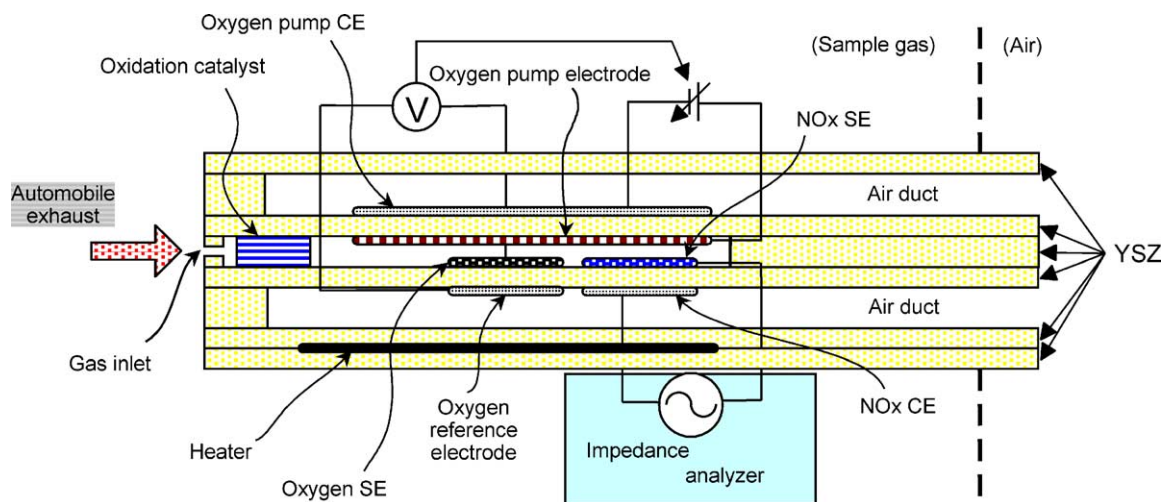 Oxygen pump CE
(Sample gas)
(Air)
Oxidation catalyst
Oxygen pump electrode
V
NOx SE
Automobile
exhaust
Air duct
YSZ
Air duct
Gas inlet
Heater
Oxygen
reference
electrode
NOx CE
Oxygen SE
Impedance
analyzer